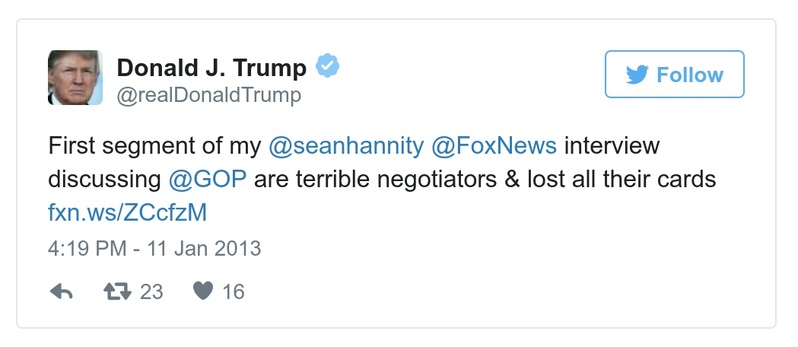 Donald J. Trump
@realDonaldTrump
Follow
First segment of my @seanhannity @FoxNews interview
discussing @GOP are terrible negotiators & lost all their cards
fxn.ws/ZCcfzM
4:19 PM - 11 Jan 2013
23 16